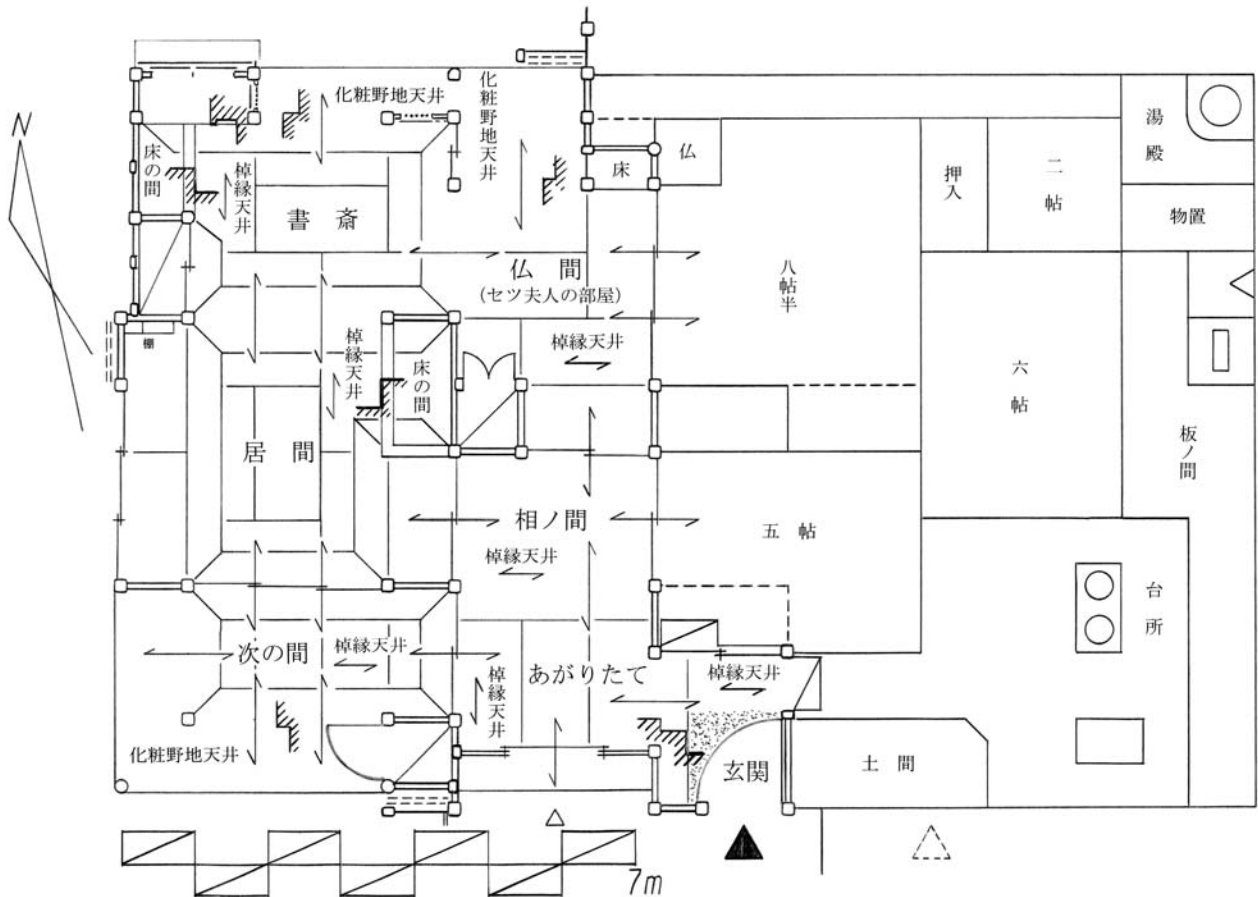 N
化粧野地天井
化粧野地天井
床の間
棹縁天井
書斎
床
仏
押入
二帖
湯殿
物置
仏間
(セツ夫人の部屋)
八帖半
棚
棹縁天井
床の間
棹縁天井
居間
六帖
板ノ間
相ノ間
棹縁天井
五帖
台所
次の間
棹縁天井
棹縁天井
あがりたて
棹縁天井
化粧野地天井
玄関
土間
7m